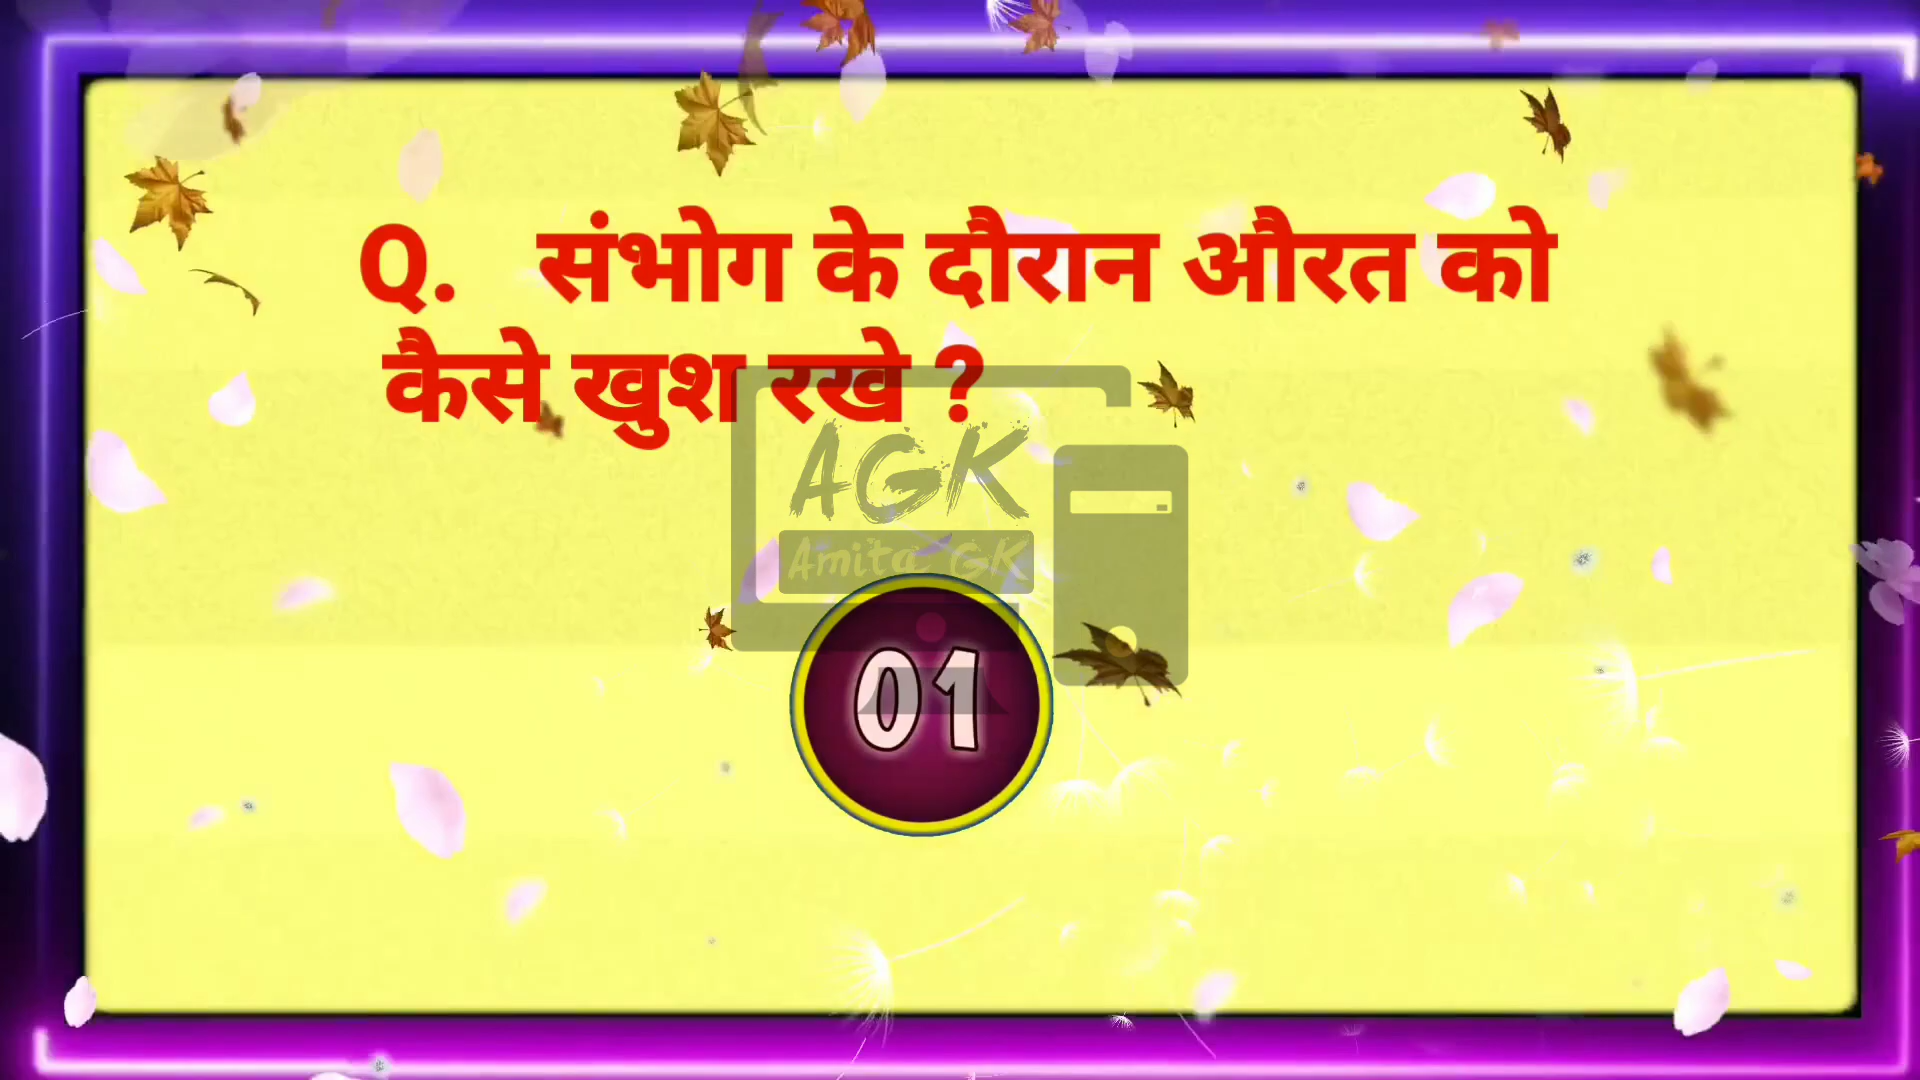 Q. संभोग के दौरान औरत को
कैसे खुश रखे ?
AGK
Amita GK
01